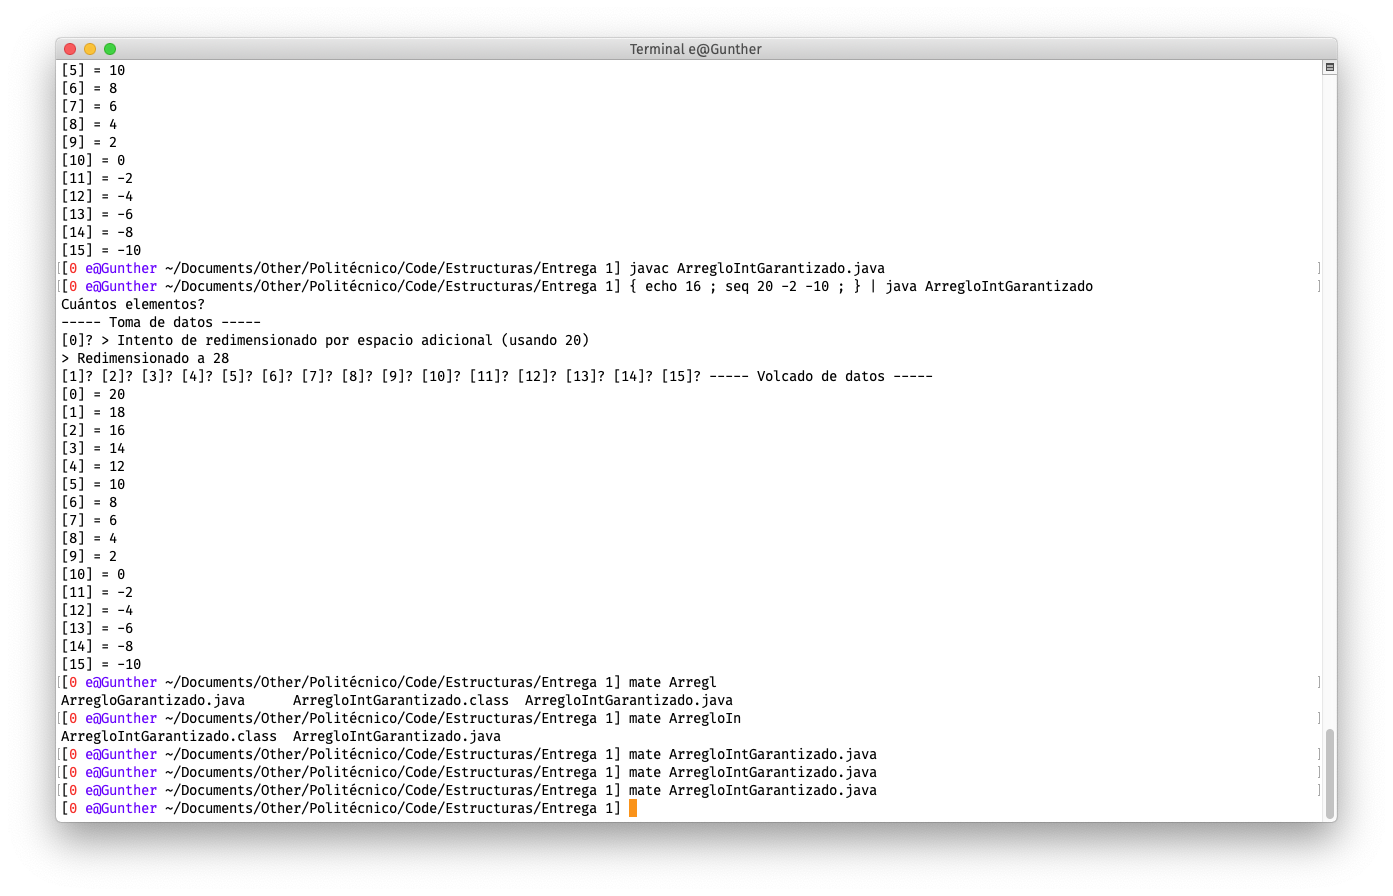 Terminal e@Gunther
[5] = 10
[6] = 8
[7] = 6
[8] = 4
[9] = 2
[10] = 0
[11] = -2
[12] = -4
[13] = -6
[14] = -8
[15] = -10
[[0 e@Gunther ~/Documents/Other/Politécnico/Code/Estructuras/Entrega 1] javac ArregloIntGarantizado.java ]
[[0 e@Gunther ~/Documents/Other/Politécnico/Code/Estructuras/Entrega 1] { echo 16 ; seq 20 -2 -10 ; } | java ArregloIntGarantizado ]
Cuántos elementos?
----- Toma de datos -----
[0]? > Intento de redimensionado por espacio adicional (usando 20)
> Redimensionado a 28
[1]? [2]? [3]? [4]? [5]? [6]? [7]? [8]? [9]? [10]? [11]? [12]? [13]? [14]? [15]? ----- Volcado de datos -----
[0] = 20
[1] = 18
[2] = 16
[3] = 14
[4] = 12
[5] = 10
[6] = 8
[7] = 6
[8] = 4
[9] = 2
[10] = 0
[11] = -2
[12] = -4
[13] = -6
[14] = -8
[15] = -10
[[0 e@Gunther ~/Documents/Other/Politécnico/Code/Estructuras/Entrega 1] mate Arregl ]
ArregloGarantizado.java      ArregloIntGarantizado.class  ArregloIntGarantizado.java
[[0 e@Gunther ~/Documents/Other/Politécnico/Code/Estructuras/Entrega 1] mate ArregloIn ]
ArregloIntGarantizado.class  ArregloIntGarantizado.java
[[0 e@Gunther ~/Documents/Other/Politécnico/Code/Estructuras/Entrega 1] mate ArregloIntGarantizado.java ]
[[0 e@Gunther ~/Documents/Other/Politécnico/Code/Estructuras/Entrega 1] mate ArregloIntGarantizado.java ]
[[0 e@Gunther ~/Documents/Other/Politécnico/Code/Estructuras/Entrega 1] mate ArregloIntGarantizado.java ]
[0 e@Gunther ~/Documents/Other/Politécnico/Code/Estructuras/Entrega 1]